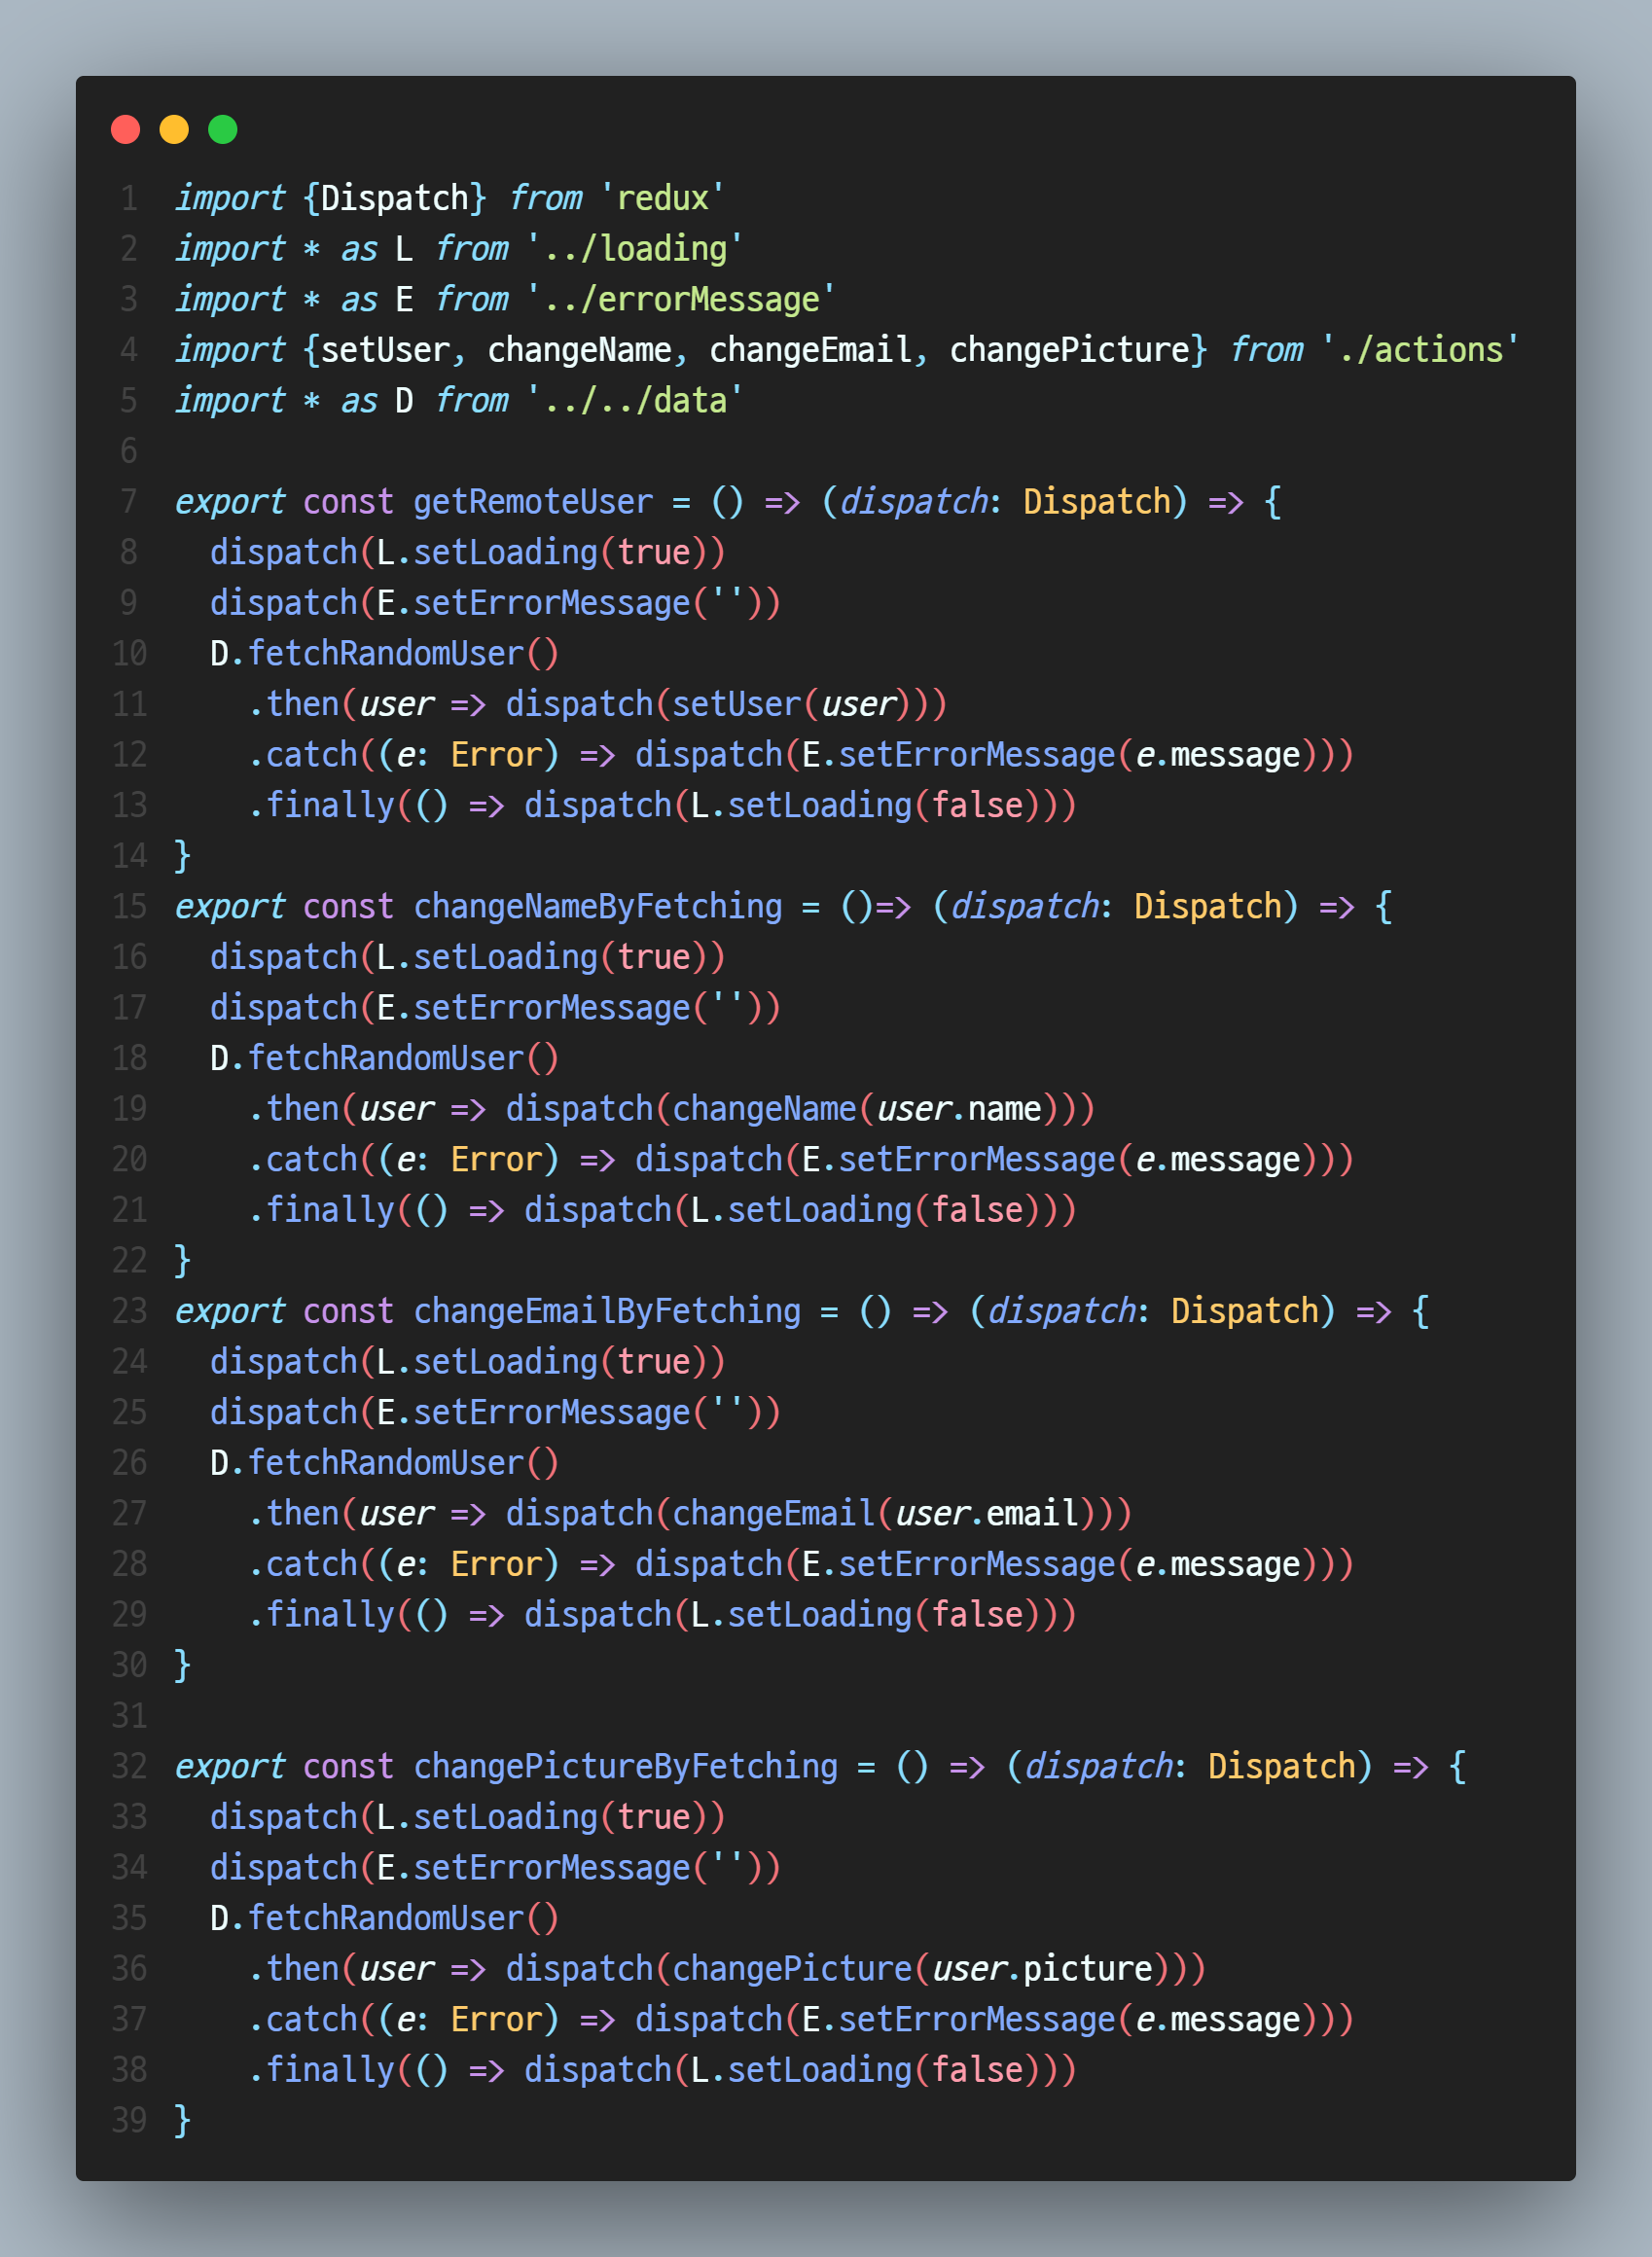 1 import {Dispatch} from 'redux'
2 import * as L from '../loading'
3 import * as E from '../errorMessage'
4 import {setUser, changeName, changeEmail, changePicture} from './actions'
5 import * as D from '../../data'
6
7 export const getRemoteUser = () => (dispatch: Dispatch) => {
8   dispatch(L.setLoading(true))
9   dispatch(E.setErrorMessage(''))
10   D.fetchRandomUser()
11     .then(user => dispatch(setUser(user)))
12     .catch((e: Error) => dispatch(E.setErrorMessage(e.message)))
13     .finally(() => dispatch(L.setLoading(false)))
14 }
15 export const changeNameByFetching = ()=> (dispatch: Dispatch) => {
16   dispatch(L.setLoading(true))
17   dispatch(E.setErrorMessage(''))
18   D.fetchRandomUser()
19     .then(user => dispatch(changeName(user.name)))
20     .catch((e: Error) => dispatch(E.setErrorMessage(e.message)))
21     .finally(() => dispatch(L.setLoading(false)))
22 }
23 export const changeEmailByFetching = () => (dispatch: Dispatch) => {
24   dispatch(L.setLoading(true))
25   dispatch(E.setErrorMessage(''))
26   D.fetchRandomUser()
27     .then(user => dispatch(changeEmail(user.email)))
28     .catch((e: Error) => dispatch(E.setErrorMessage(e.message)))
29     .finally(() => dispatch(L.setLoading(false)))
30 }
31
32 export const changePictureByFetching = () => (dispatch: Dispatch) => {
33   dispatch(L.setLoading(true))
34   dispatch(E.setErrorMessage(''))
35   D.fetchRandomUser()
36     .then(user => dispatch(changePicture(user.picture)))
37     .catch((e: Error) => dispatch(E.setErrorMessage(e.message)))
38     .finally(() => dispatch(L.setLoading(false)))
39 }